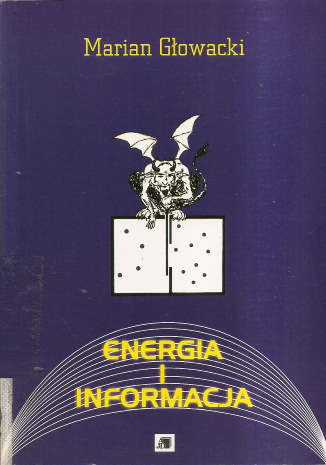 Marian Głowacki
ENERGIA
I
INFORMACJA